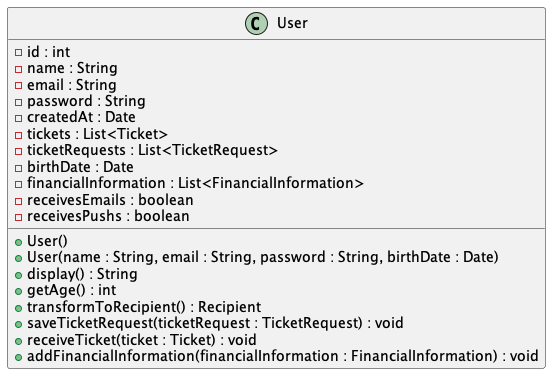 C User
id : int
name : String
email : String
password : String
createdAt : Date
tickets : List<Ticket>
ticketRequests : List<TicketRequest>
birthDate : Date
financialInformation : List<FinancialInformation>
receivesEmails : boolean
receivesPushs : boolean
User()
User(name : String, email : String, password : String, birthDate : Date)
display() : String
getAge() : int
transformToRecipient() : Recipient
saveTicketRequest(ticketRequest : TicketRequest) : void
receiveTicket(ticket : Ticket) : void
addFinancialInformation(financialInformation : FinancialInformation) : void